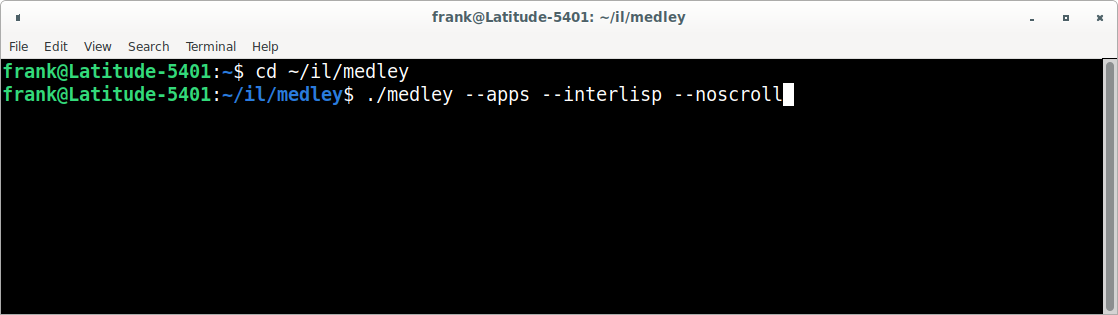 frank@Latitude-5401: ~/il/medley
File Edit View Search Terminal Help
frank@Latitude-5401:~$ cd ~/il/medley
frank@Latitude-5401:~/il/medley$ ./medley --apps --interlisp --noscroll